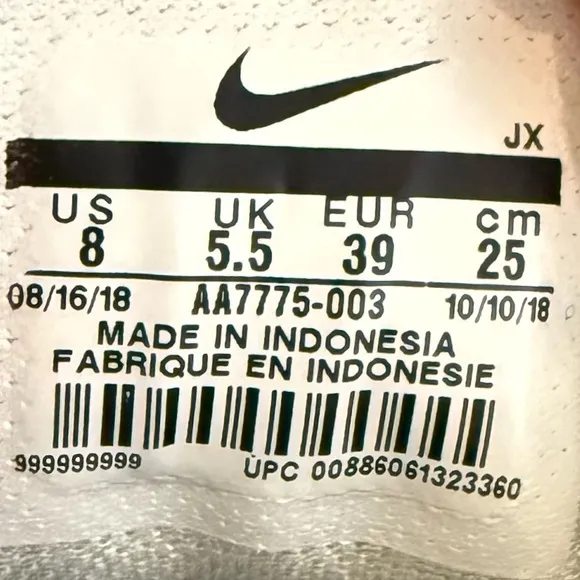 JX
US UK EUR cm
8 5.5 39 25
08/16/18 AA7775-003 10/10/18
MADE IN INDONESIA
FABRIQUE EN INDONESIE
999999999 UPC 00886061323360